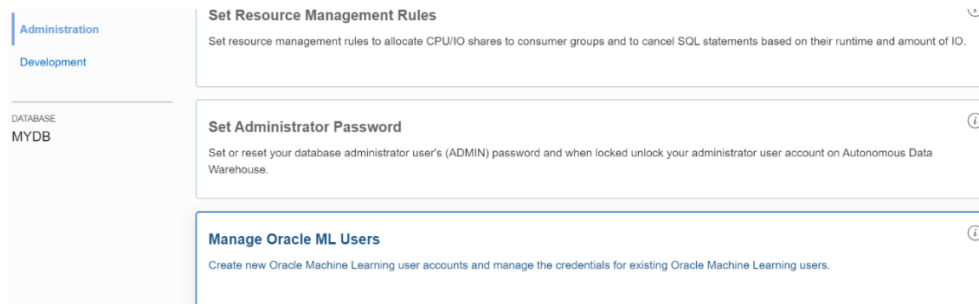 Administration
Development
DATABASE
MYDB
Set Resource Management Rules
Set resource management rules to allocate CPU/IO shares to consumer groups and to cancel SQL statements based on their runtime and amount of IO.
Set Administrator Password
Set or reset your database administrator user's (ADMIN) password and when locked unlock your administrator user account on Autonomous Data
Warehouse.
Manage Oracle ML Users
Create new Oracle Machine Learning user accounts and manage the credentials for existing Oracle Machine Learning users.